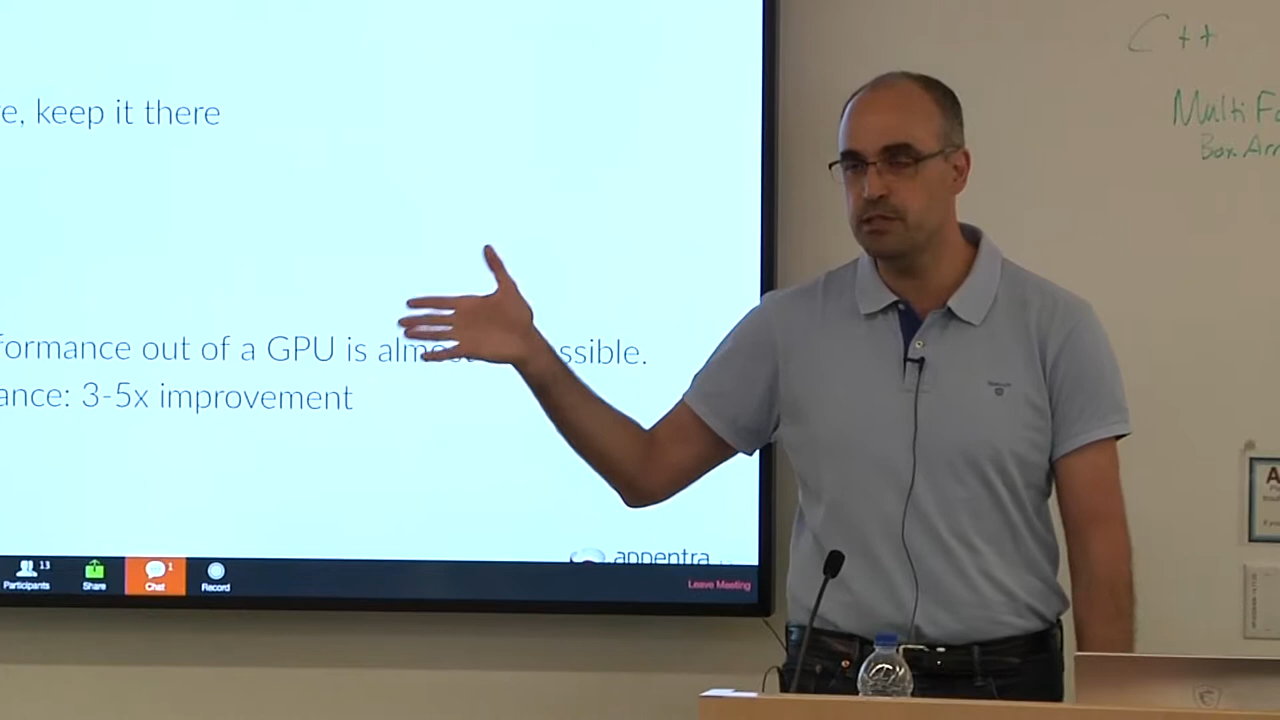 e, keep it there
formance out of a GPU is ssible.
ance: 3-5x improvement
appentra
Participants 13
Share
Chat 1
Record
Leave Meeting
C++
Multi Fa
Box Arr
A